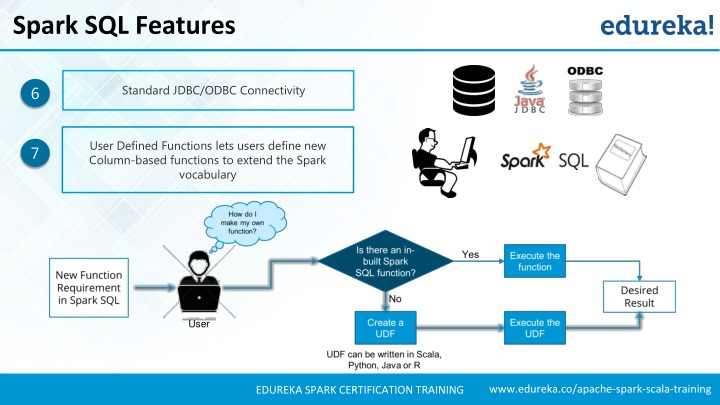 Spark SQL Features
edureka!
6
Standard JDBC/ODBC Connectivity
Java
JDBC
ODBC
7
User Defined Functions lets users define new
Column-based functions to extend the Spark
vocabulary
Spark SQL
How do I
make my own
function?
New Function
Requirement
in Spark SQL
User
Is there an in-
built Spark
SQL function?
Yes
Execute the
function
No
Create a
UDF
Execute the
UDF
Desired
Result
UDF can be written in Scala,
Python, Java or R
EDUREKA SPARK CERTIFICATION TRAINING
www.edureka.co/apache-spark-scala-training